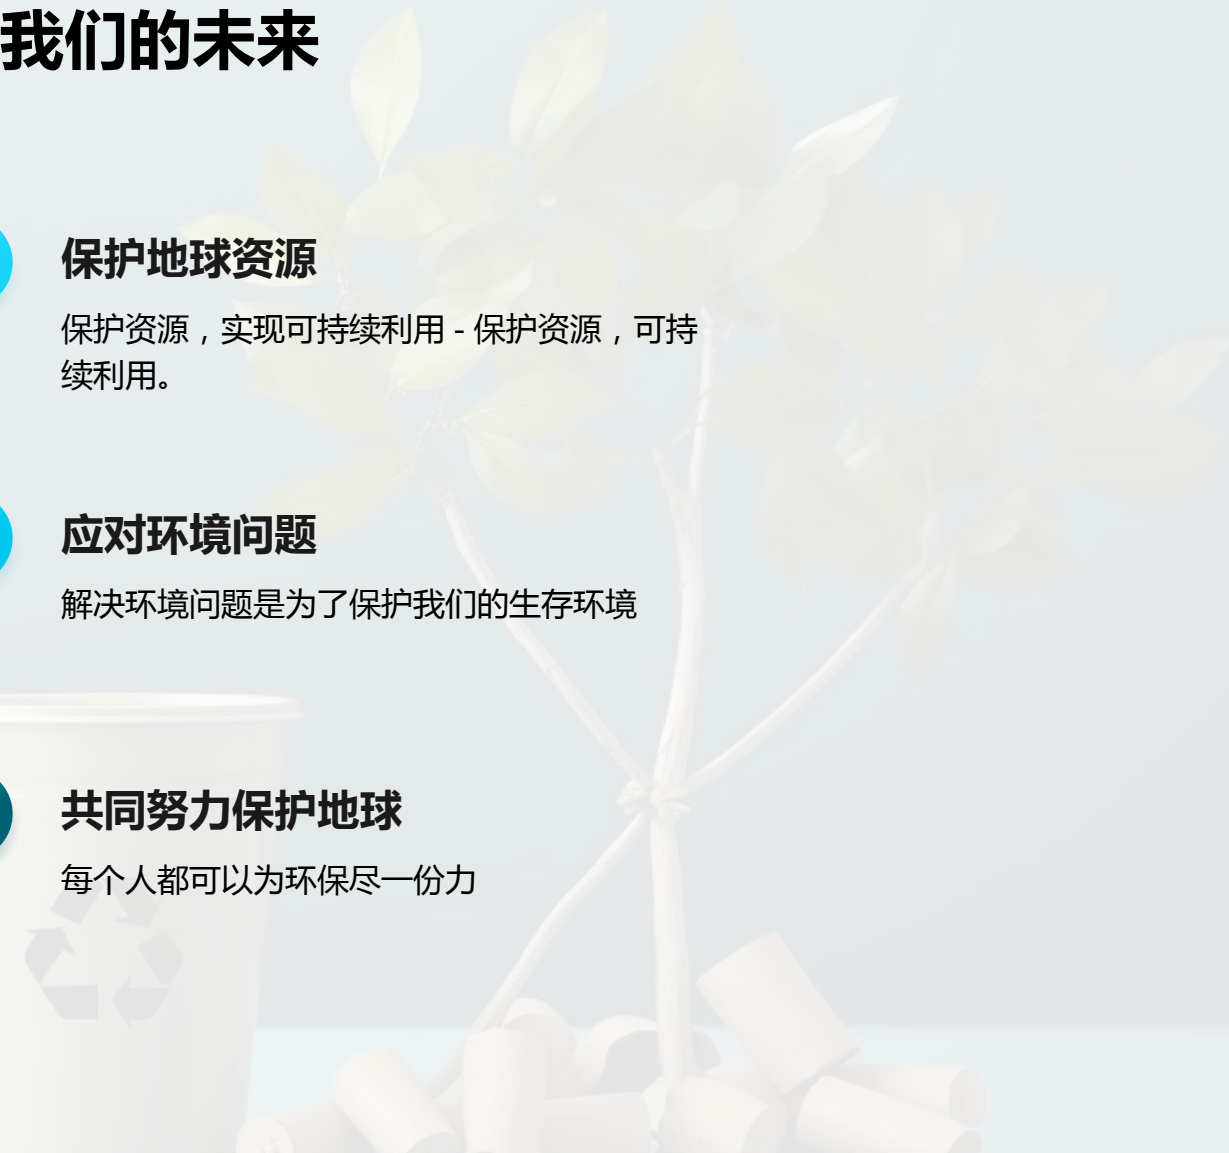 我们的未来
保护地球资源
保护资源，实现可持续利用 - 保护资源，可持
续利用。
应对环境问题
解决环境问题是为了保护我们的生存环境
共同努力保护地球
每个人都可以为环保尽一份力